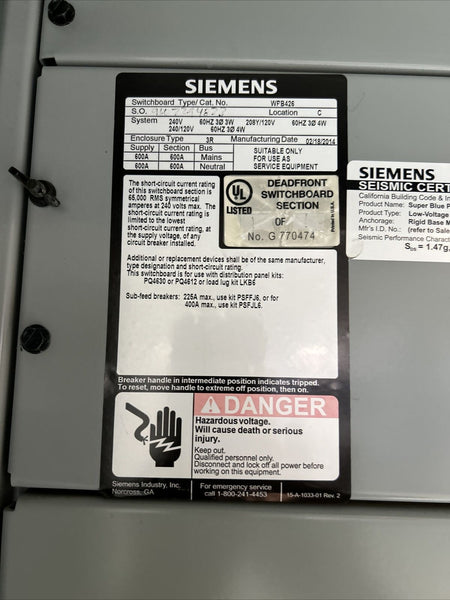 SIEMENS
Switchboard Type/ Cat. No. WFB426
S.O. Location C
System 240V 60HZ 3Ø 3W 208Y/120V 60HZ 3Ø 4W
240/120V 60HZ 3Ø 4W
Enclosure Type 3R Manufacturing Date 02/18/2014
Supply Section Bus SUITABLE ONLY
600A 600A Mains FOR USE AS
600A 600A Neutral SERVICE EQUIPMENT
The short-circuit current rating
of this switchboard section is
65,000 RMS symmetrical
amperes at 240 volts max. The
short-circuit current rating is
limited to the lowest
short-circuit current rating, at
the supply voltage, of any
circuit breaker installed.
UL
LISTED
DEADFRONT
SWITCHBOARD
SECTION
OF
No. G 770474
Printed in U.S.A.
Additional or replacement devices shall be of the same manufacturer,
type designation and short-circuit current rating.
This switchboard is for use with distribution panel kits:
PQ4630 or PQ4612 or lead lug kit LKB6
Sub-feed breakers: 225A max., use kit PSFFJ6, or for
400A max., use kit PSFJL6.
Breaker handle in intermediate position indicates tripped.
To reset, move handle to extreme off position, then on.
DANGER
Hazardous voltage.
Will cause death or serious
injury.
Keep out.
Qualified personnel only.
Disconnect and lock off all power before
working on this equipment.
Siemens Industry, Inc.
Norcross, GA
For emergency service
call 1-800-241-4453
15-A-1033-01 Rev. 2
SIEMENS
SEISMIC CERT
California Building Code & In
Product Name: Super Blue P
Product Type: Low-Voltage
Anchorage: Rigid Base M
Mfr's I.D. No.: (refer to Sale
Seismic Performance Charact
= 1.47g,